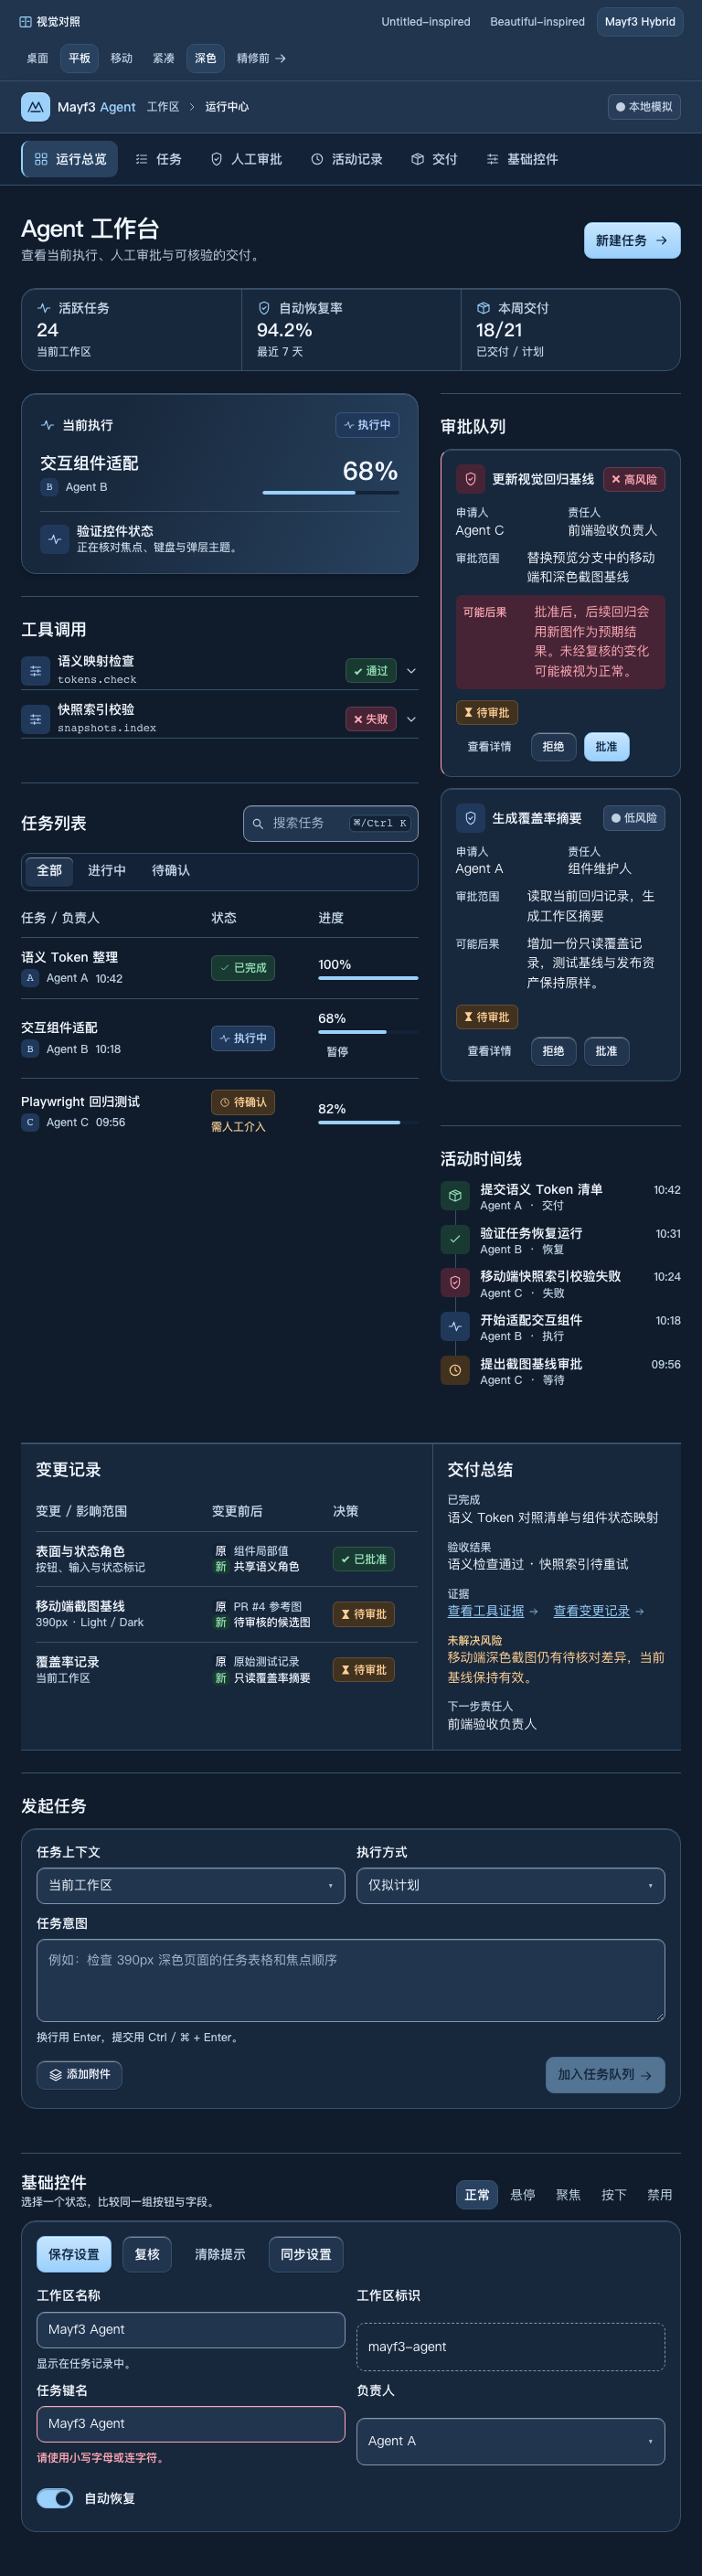 视觉对照
Untitled-inspired
Beautiful-inspired
Mayf3 Hybrid
桌面
平板
移动
紧凑
深色
精修前 →
Mayf3 Agent
工作区 > 运行中心
本地模拟
运行总览
任务
人工审批
活动记录
交付
基础控件
Agent 工作台
查看当前执行、人工审批与可核验的交付。
新建任务 →
活跃任务
24
当前工作区
自动恢复率
94.2%
最近 7 天
本周交付
18/21
已交付 / 计划
当前执行
执行中
交互组件适配
B Agent B
68%
验证控件状态
正在核对焦点、键盘与弹层主题。
工具调用
语义映射检查
tokens.check
通过
快照索引校验
snapshots.index
失败
任务列表
搜索任务
⌘/Ctrl K
全部
进行中
待确认
任务 / 负责人
状态
进度
语义 Token 整理
A Agent A 10:42
已完成
100%
交互组件适配
B Agent B 10:18
执行中
68%
暂停
Playwright 回归测试
C Agent C 09:56
待确认
需人工介入
82%
审批队列
更新视觉回归基线
高风险
申请人
Agent C
责任人
前端验收负责人
审批范围
替换预览分支中的移动
端和深色截图基线
可能后果
批准后，后续回归会
用新图作为预期结
果。未经复核的变化
可能被视为正常。
待审批
查看详情
拒绝
批准
生成覆盖率摘要
低风险
申请人
Agent A
责任人
组件维护人
审批范围
读取当前回归记录，生
成工作区摘要
可能后果
增加一份只读覆盖记
录，测试基线与发布资
产保持原样。
待审批
查看详情
拒绝
批准
活动时间线
提交语义 Token 清单
10:42
Agent A · 交付
验证任务恢复运行
10:31
Agent B · 恢复
移动端快照索引校验失败
10:24
Agent C · 失败
开始适配交互组件
10:18
Agent B · 执行
提出截图基线审批
09:56
Agent C · 等待
变更记录
变更 / 影响范围
变更前后
决策
表面与状态角色
按钮、输入与状态标记
原 组件局部值
新 共享语义角色
已批准
移动端截图基线
390px · Light / Dark
原 PR #4 参考图
新 待审核的候选图
待审批
覆盖率记录
当前工作区
原 原始测试记录
新 只读覆盖率摘要
待审批
交付总结
已完成
语义 Token 对照清单与组件状态映射
验收结果
语义检查通过 · 快照索引待重试
证据
查看工具证据 →
查看变更记录 →
未解决风险
移动端深色截图仍有待核对差异，当前
基线保持有效。
下一步责任人
前端验收负责人
发起任务
任务上下文
当前工作区
执行方式
仅拟计划
任务意图
例如：检查 390px 深色页面的任务表格和焦点顺序
换行用 Enter，提交用 Ctrl / ⌘ + Enter。
添加附件
加入任务队列 →
基础控件
选择一个状态，比较同一组按钮与字段。
正常
悬停
聚焦
按下
禁用
保存设置
复核
清除提示
同步设置
工作区名称
Mayf3 Agent
显示在任务记录中。
工作区标识
mayf3-agent
任务键名
Mayf3 Agent
请使用小写字母或连字符。
负责人
Agent A
自动恢复